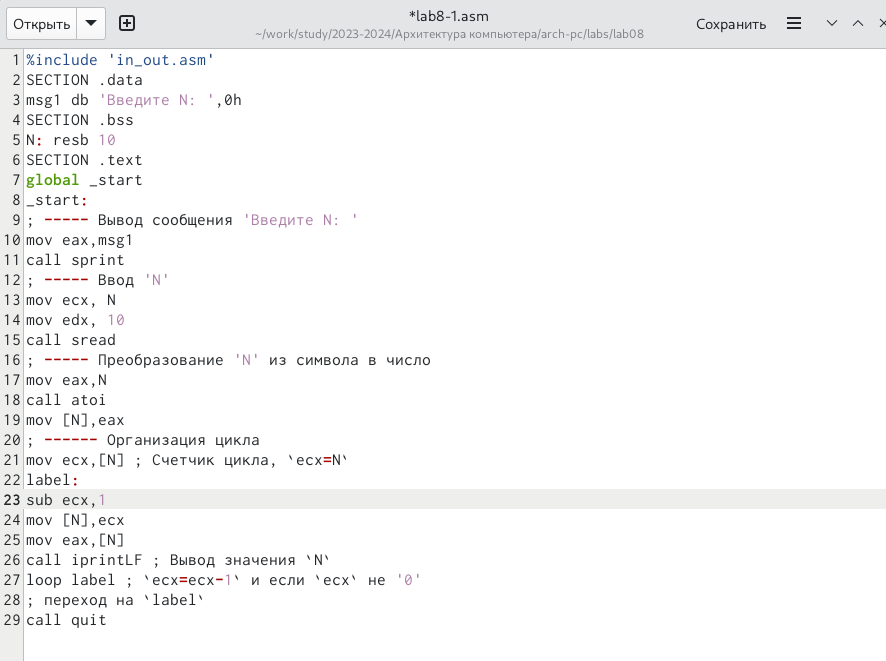 Открыть
*lab8-1.asm
~/work/study/2023-2024/Архитектура компьютера/arch-pc/labs/lab08
Сохранить
1 %include 'in_out.asm'
2 SECTION .data
3 msg1 db 'Введите N: ',0h
4 SECTION .bss
5 N: resb 10
6 SECTION .text
7 global _start
8 _start:
9 ; ----- Вывод сообщения 'Введите N: '
10 mov eax,msg1
11 call sprint
12 ; ----- Ввод 'N'
13 mov ecx, N
14 mov edx, 10
15 call sread
16 ; ----- Преобразование 'N' из символа в число
17 mov eax,N
18 call atoi
19 mov [N],eax
20 ; ------ Организация цикла
21 mov ecx,[N] ; Счетчик цикла, `ecx=N`
22 label:
23 sub ecx,1
24 mov [N],ecx
25 mov eax,[N]
26 call iprintLF ; Вывод значения `N`
27 loop label ; `ecx=ecx-1` и если `ecx` не '0'
28 ; переход на `label`
29 call quit